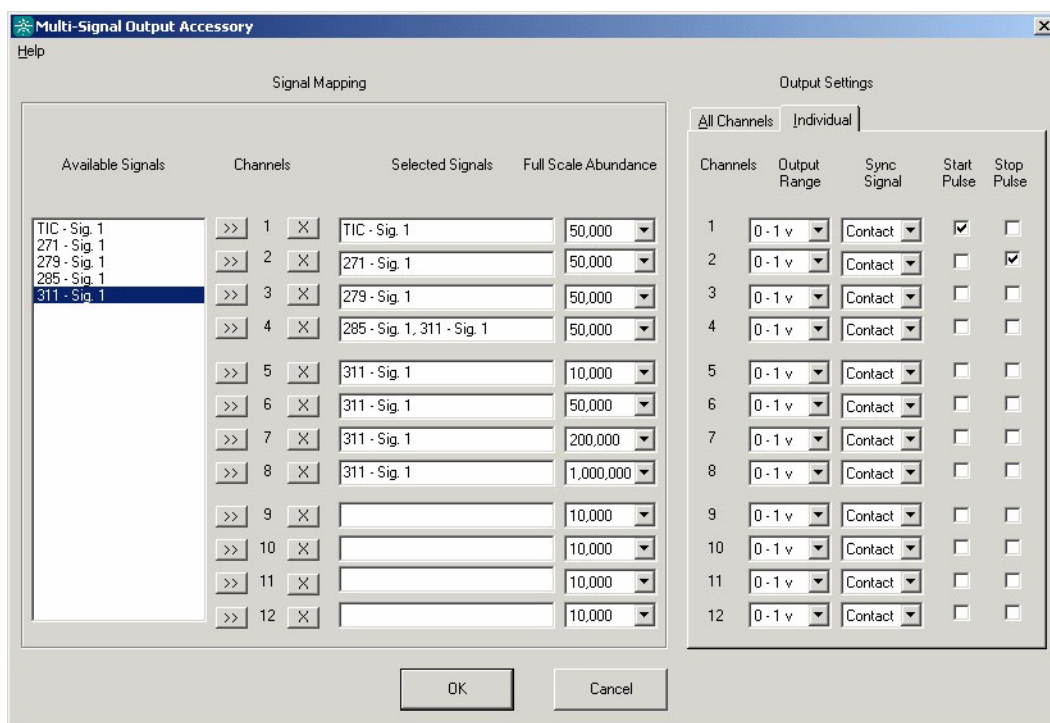 Multi-Signal Output Accessory
Help
Signal Mapping
Output Settings
All Channels
Individual
Available Signals
Channels
Selected Signals
Full Scale Abundance
Channels
Output Range
Sync Signal
Start Pulse
Stop Pulse
TIC - Sig. 1
271 - Sig. 1
279 - Sig. 1
285 - Sig. 1
311 - Sig. 1
>> 1 X TIC - Sig. 1 50,000
>> 2 X 271 - Sig. 1 50,000
>> 3 X 279 - Sig. 1 50,000
>> 4 X 285 - Sig. 1, 311 - Sig. 1 50,000
>> 5 X 311 - Sig. 1 10,000
>> 6 X 311 - Sig. 1 50,000
>> 7 X 311 - Sig. 1 200,000
>> 8 X 311 - Sig. 1 1,000,000
>> 9 X 10,000
>> 10 X 10,000
>> 11 X 10,000
>> 12 X 10,000
1 0 - 1 v Contact
2 0 - 1 v Contact
3 0 - 1 v Contact
4 0 - 1 v Contact
5 0 - 1 v Contact
6 0 - 1 v Contact
7 0 - 1 v Contact
8 0 - 1 v Contact
9 0 - 1 v Contact
10 0 - 1 v Contact
11 0 - 1 v Contact
12 0 - 1 v Contact
OK
Cancel